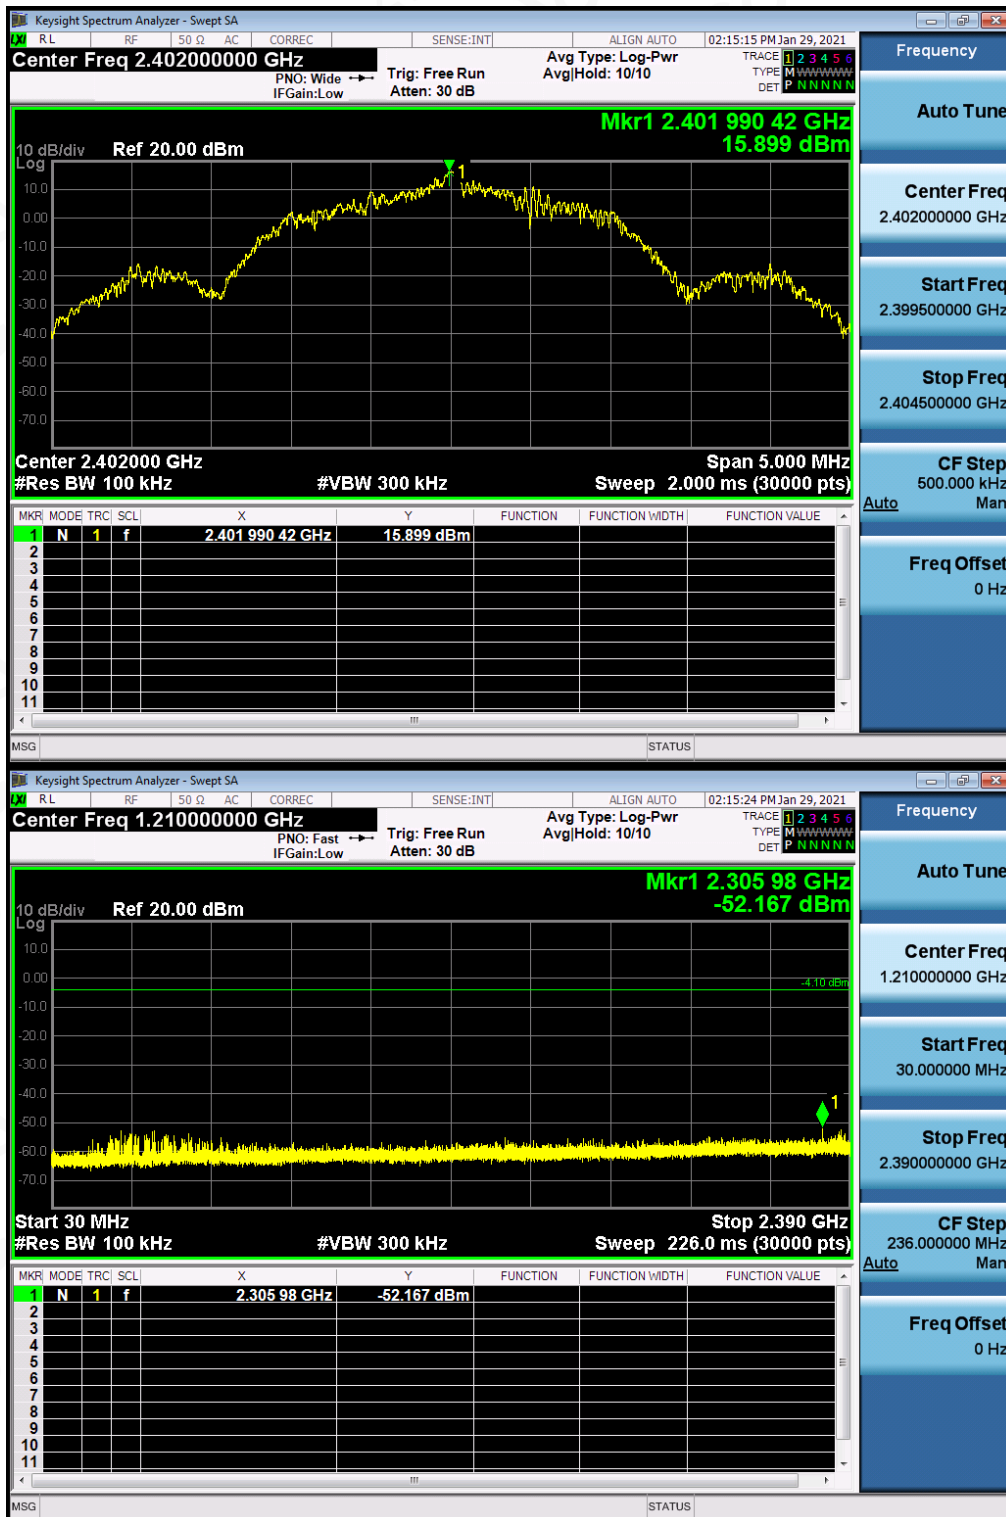 Keysight Spectrum Analyzer - Swept SA
LXI RL RF 50 Ω AC CORREC SENSE:INT ALIGN AUTO 02:15:15 PM Jan 29, 2021
Center Freq 2.402000000 GHz
PNO: Wide
IFGain:Low
Trig: Free Run
Atten: 30 dB
Avg Type: Log-Pwr
Avg|Hold: 10/10
TRACE 1 2 3 4 5 6
TYPE M WWWWW
DET P N N N N N
Mkr1 2.401 990 42 GHz
15.899 dBm
10 dB/div Ref 20.00 dBm
Log
10.0
0.00
-10.0
-20.0
-30.0
-40.0
-50.0
-60.0
-70.0
1
Center 2.402000 GHz Span 5.000 MHz
#Res BW 100 kHz #VBW 300 kHz Sweep 2.000 ms (30000 pts)
MKR MODE TRC SCL X Y FUNCTION FUNCTION WIDTH FUNCTION VALUE
1 N 1 f 2.401 990 42 GHz 15.899 dBm
2
3
4
5
6
7
8
9
10
11
MSG STATUS
Frequency
Auto Tune
Center Freq
2.402000000 GHz
Start Freq
2.399500000 GHz
Stop Freq
2.404500000 GHz
CF Step
500.000 kHz
Auto Man
Freq Offset
0 Hz
Keysight Spectrum Analyzer - Swept SA
LXI RL RF 50 Ω AC CORREC SENSE:INT ALIGN AUTO 02:15:24 PM Jan 29, 2021
Center Freq 1.210000000 GHz
PNO: Fast
IFGain:Low
Trig: Free Run
Atten: 30 dB
Avg Type: Log-Pwr
Avg|Hold: 10/10
TRACE 1 2 3 4 5 6
TYPE M WWWWW
DET P N N N N N
Mkr1 2.305 98 GHz
-52.167 dBm
10 dB/div Ref 20.00 dBm
Log
10.0
0.00
-10.0
-20.0
-30.0
-40.0
-50.0
-60.0
-70.0
-4.10 dBm
1
Start 30 MHz Stop 2.390 GHz
#Res BW 100 kHz #VBW 300 kHz Sweep 226.0 ms (30000 pts)
MKR MODE TRC SCL X Y FUNCTION FUNCTION WIDTH FUNCTION VALUE
1 N 1 f 2.305 98 GHz -52.167 dBm
2
3
4
5
6
7
8
9
10
11
MSG STATUS
Frequency
Auto Tune
Center Freq
1.210000000 GHz
Start Freq
30.000000 MHz
Stop Freq
2.390000000 GHz
CF Step
236.000000 MHz
Auto Man
Freq Offset
0 Hz